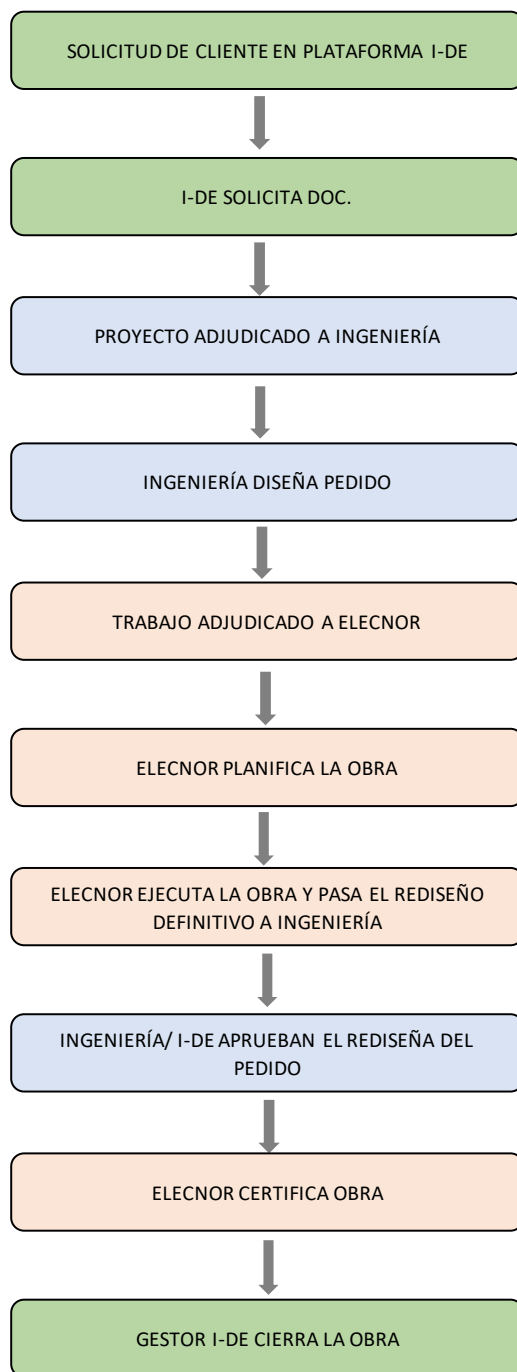 SOLICITUD DE CLIENTE EN PLATAFORMA I-DE
I-DE SOLICITA DOC.
PROYECTO ADJUDICADO A INGENIERÍA
INGENIERÍA DISEÑA PEDIDO
TRABAJO ADJUDICADO A ELECNOR
ELECNOR PLANIFICA LA OBRA
ELECNOR EJECUTA LA OBRA Y PASA EL REDISEÑO
DEFINITIVO A INGENIERÍA
INGENIERÍA/ I-DE APRUEBAN EL REDISEÑA DEL
PEDIDO
ELECNOR CERTIFICA OBRA
GESTOR I-DE CIERRA LA OBRA